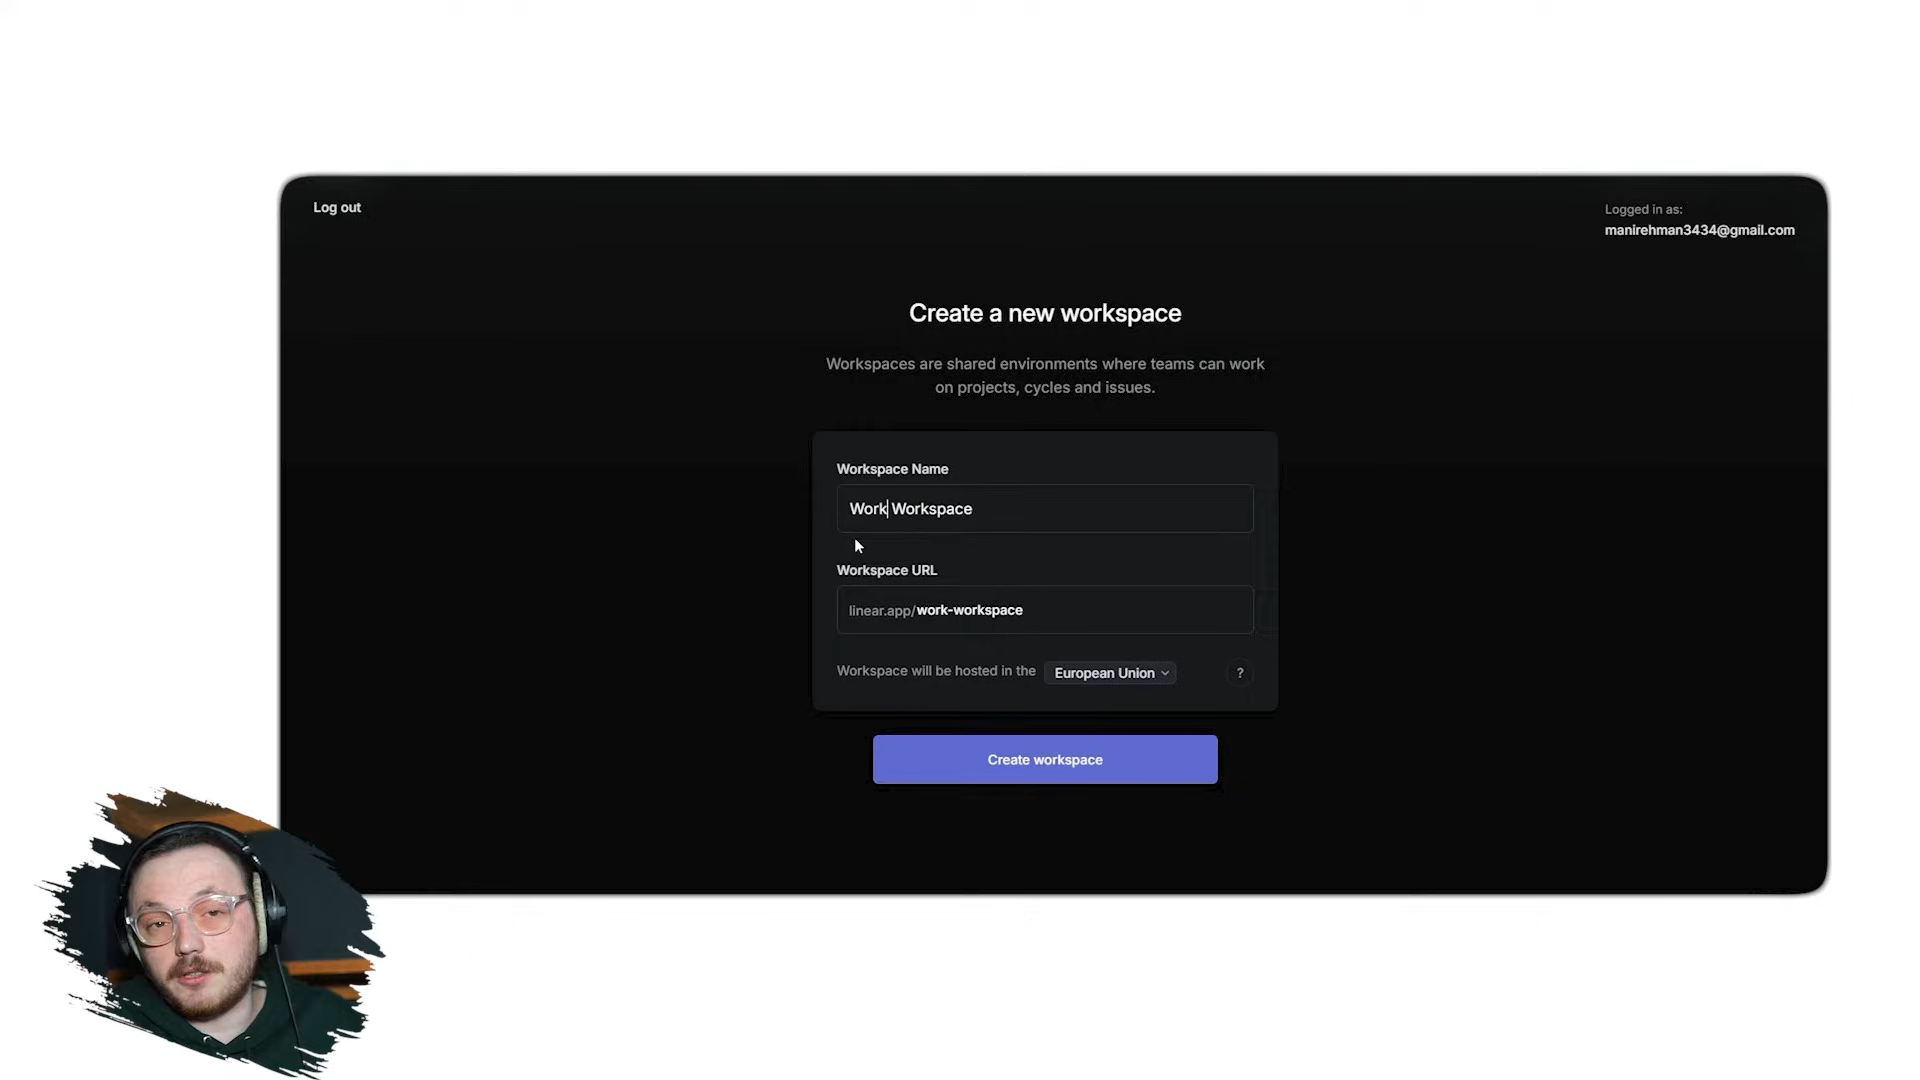 Log out
Logged in as:
manirehman3434@gmail.com
Create a new workspace
Workspaces are shared environments where teams can work
on projects, cycles and issues.
Workspace Name
Work Workspace
Workspace URL
linear.app/work-workspace
Workspace will be hosted in the European Union ?
Create workspace